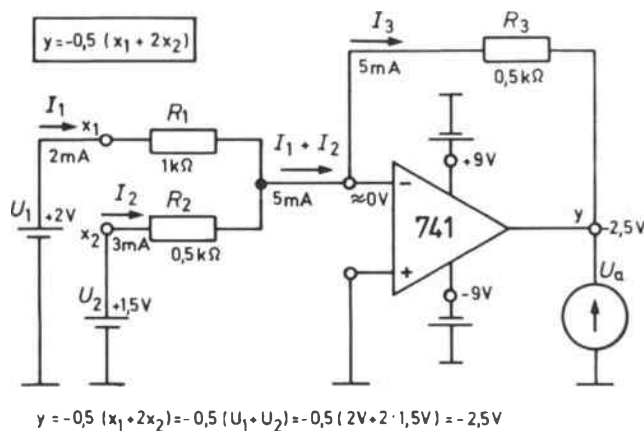 y = -0,5 (x₁ + 2x₂)
I₃
R₃
5mA
0,5kΩ
I₁
x₁
R₁
I₁ + I₂
2mA
1kΩ
+9V
I₂
R₂
5mA
≈0V
−
741
y
-2,5V
U₁
+2V
x₂
3mA
0,5kΩ
+
-9V
Uₐ
U₂
+1,5V
y = -0,5 (x₁ + 2x₂) = -0,5 (U₁ + U₂) = -0,5 (2V + 2 · 1,5V) = -2,5V